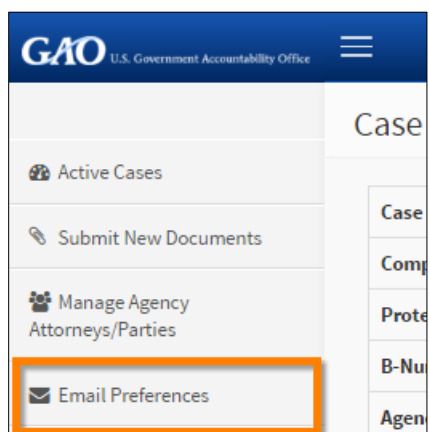 GAO U.S. Government Accountability Office
Case
Active Cases
Submit New Documents
Manage Agency
Attorneys/Parties
Email Preferences
Case
Comp
Prote
B-Nu
Agen